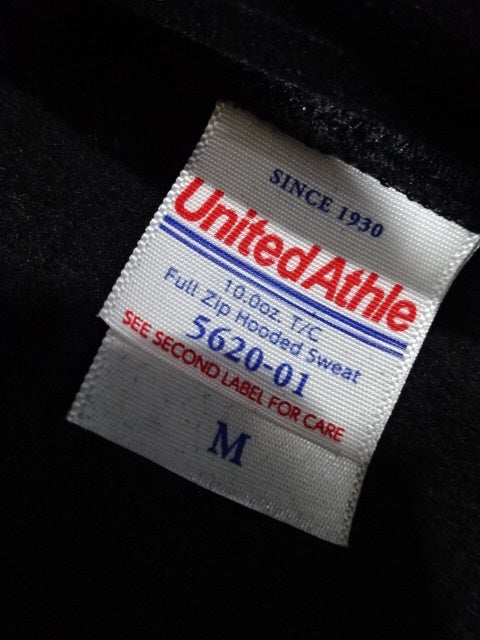 SINCE 1930
UnitedAthle
10.0oz. T/C
Full Zip Hooded Sweat
5620-01
SEE SECOND LABEL FOR CARE
M